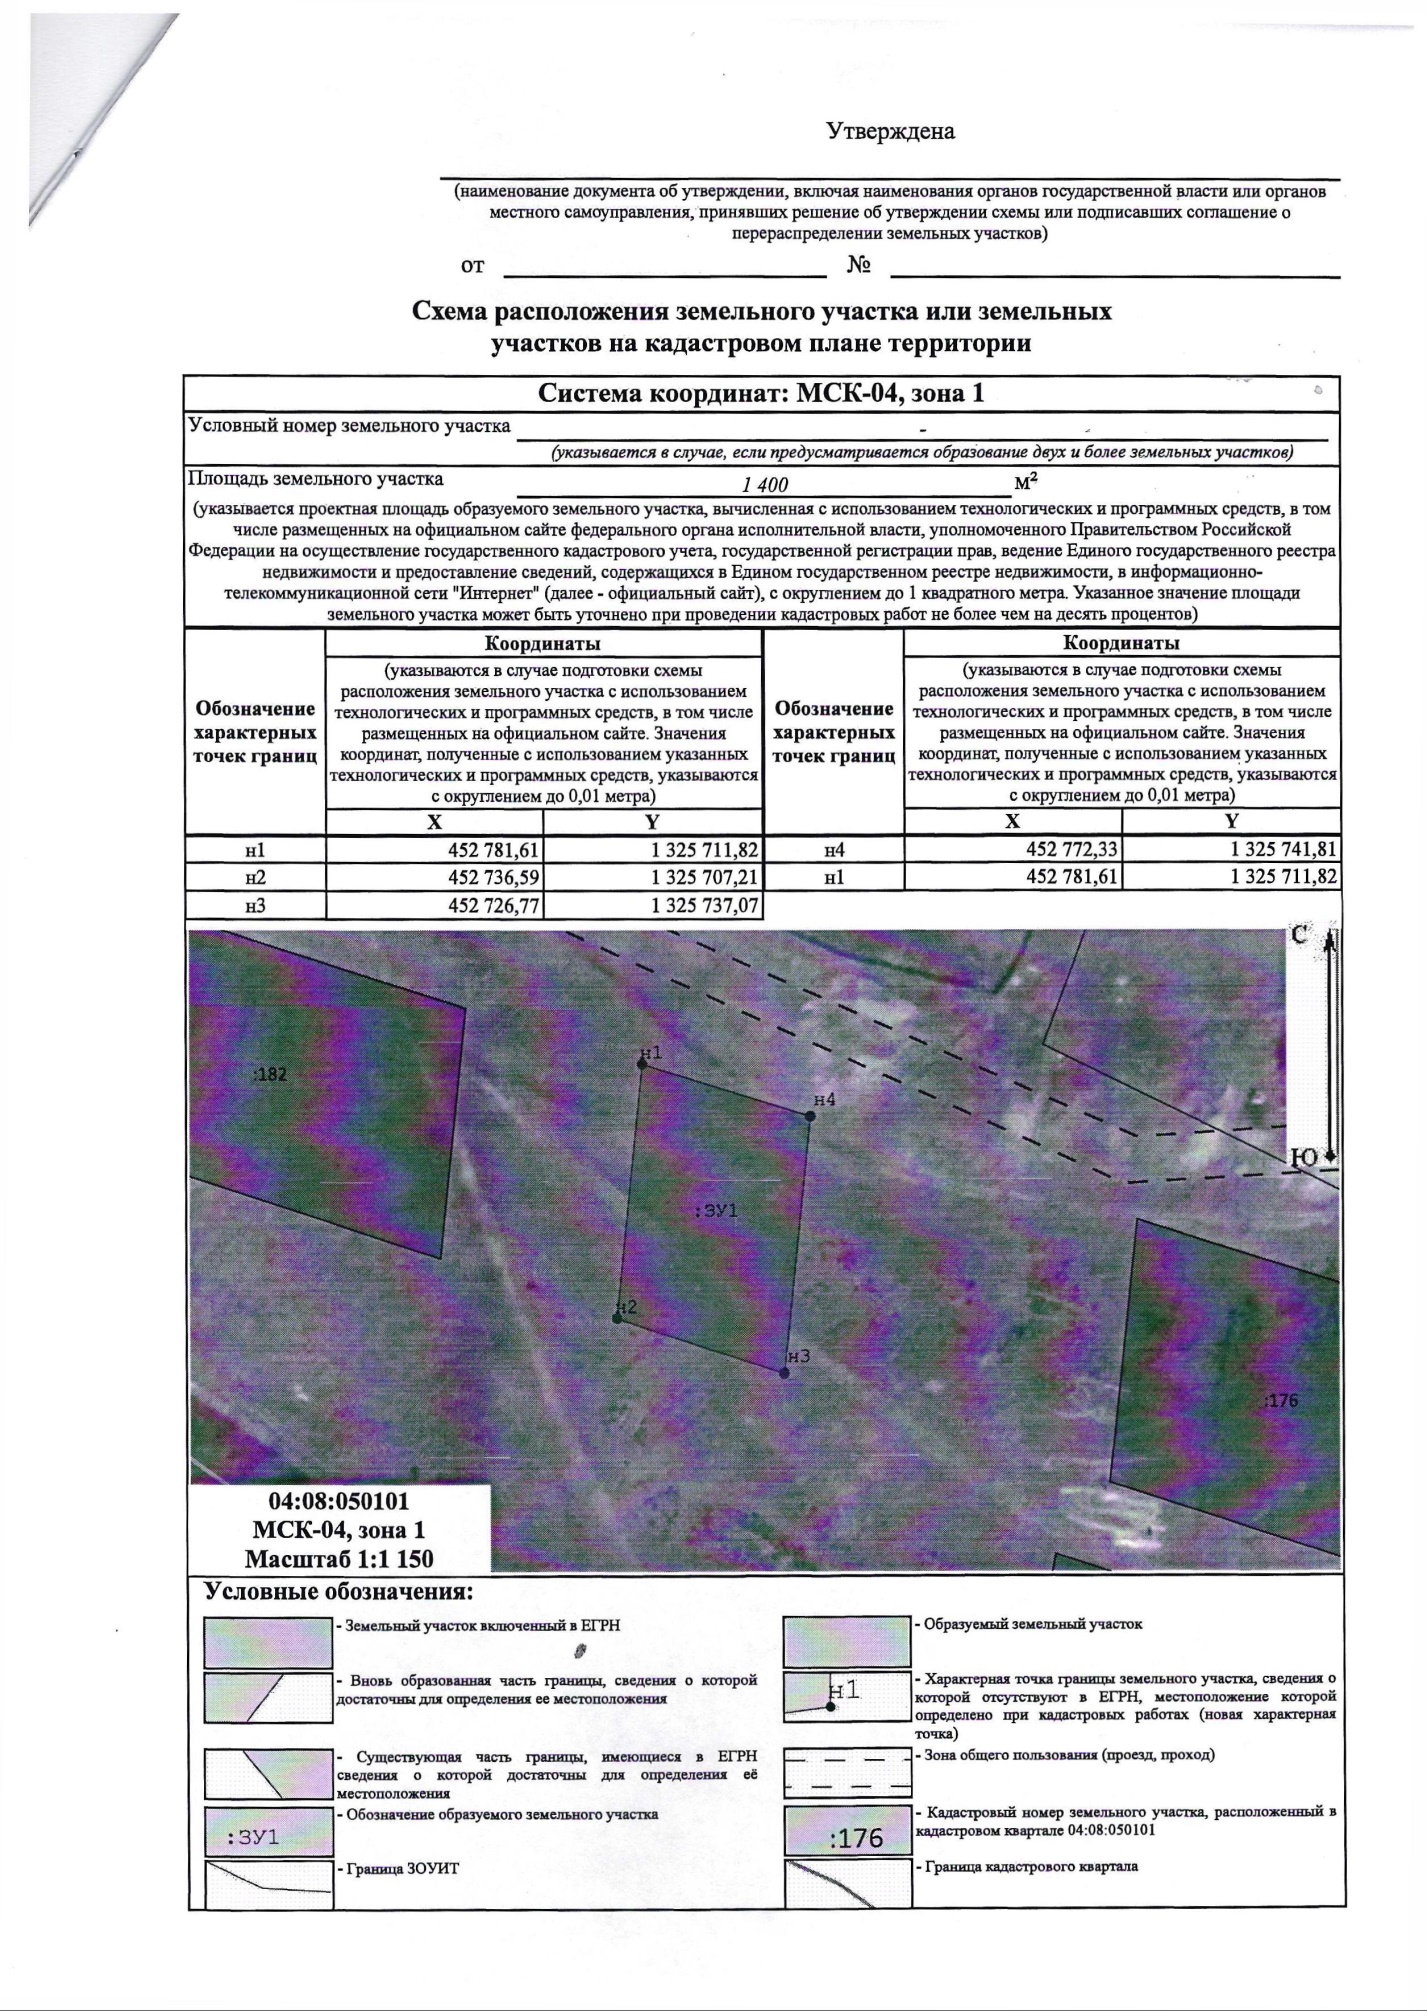 Утверждена
(наименование документа об утверждении, включая наименования органов государственной власти или органов
местного самоуправления, принявших решение об утверждении схемы или подписавших соглашение о
перераспределении земельных участков)
от № 
Схема расположения земельного участка или земельных
участков на кадастровом плане территории
Система координат: МСК-04, зона 1
Условный номер земельного участка -
(указывается в случае, если предусматривается образование двух и более земельных участков)
Площадь земельного участка 1 400 м²
(указывается проектная площадь образуемого земельного участка, вычисленная с использованием технологических и программных средств, в том
числе размещенных на официальном сайте федерального органа исполнительной власти, уполномоченного Правительством Российской
Федерации на осуществление государственного кадастрового учета, государственной регистрации прав, ведение Единого государственного реестра
недвижимости и предоставление сведений, содержащихся в Едином государственном реестре недвижимости, в информационно-
телекоммуникационной сети "Интернет" (далее - официальный сайт), с округлением до 1 квадратного метра. Указанное значение площади
земельного участка может быть уточнено при проведении кадастровых работ не более чем на десять процентов)
Обозначение
характерных
точек границ
Координаты
(указываются в случае подготовки схемы
расположения земельного участка с использованием
технологических и программных средств, в том числе
размещенных на официальном сайте. Значения
координат, полученные с использованием указанных
технологических и программных средств, указываются
с округлением до 0,01 метра)
X Y
Обозначение
характерных
точек границ
Координаты
(указываются в случае подготовки схемы
расположения земельного участка с использованием
технологических и программных средств, в том числе
размещенных на официальном сайте. Значения
координат, полученные с использованием указанных
технологических и программных средств, указываются
с округлением до 0,01 метра)
X Y
н1 452 781,61 1 325 711,82 н4 452 772,33 1 325 741,81
н2 452 736,59 1 325 707,21 н1 452 781,61 1 325 711,82
н3 452 726,77 1 325 737,07
С
н1
:182
н4
Ю
:ЗУ1
н2
н3
:176
04:08:050101
МСК-04, зона 1
Масштаб 1:1 150
Условные обозначения:
- Земельный участок включенный в ЕГРН
- Образуемый земельный участок
- Вновь образованная часть границы, сведения о которой
достаточны для определения ее местоположения
н1
- Характерная точка границы земельного участка, сведения о
которой отсутствуют в ЕГРН, местоположение которой
определено при кадастровых работах (новая характерная
точка)
- Существующая часть границы, имеющиеся в ЕГРН
сведения о которой достаточны для определения её
местоположения
- Зона общего пользования (проезд, проход)
:ЗУ1
- Обозначение образуемого земельного участка
:176
- Кадастровый номер земельного участка, расположенный в
кадастровом квартале 04:08:050101
- Граница ЗОУИТ
- Граница кадастрового квартала